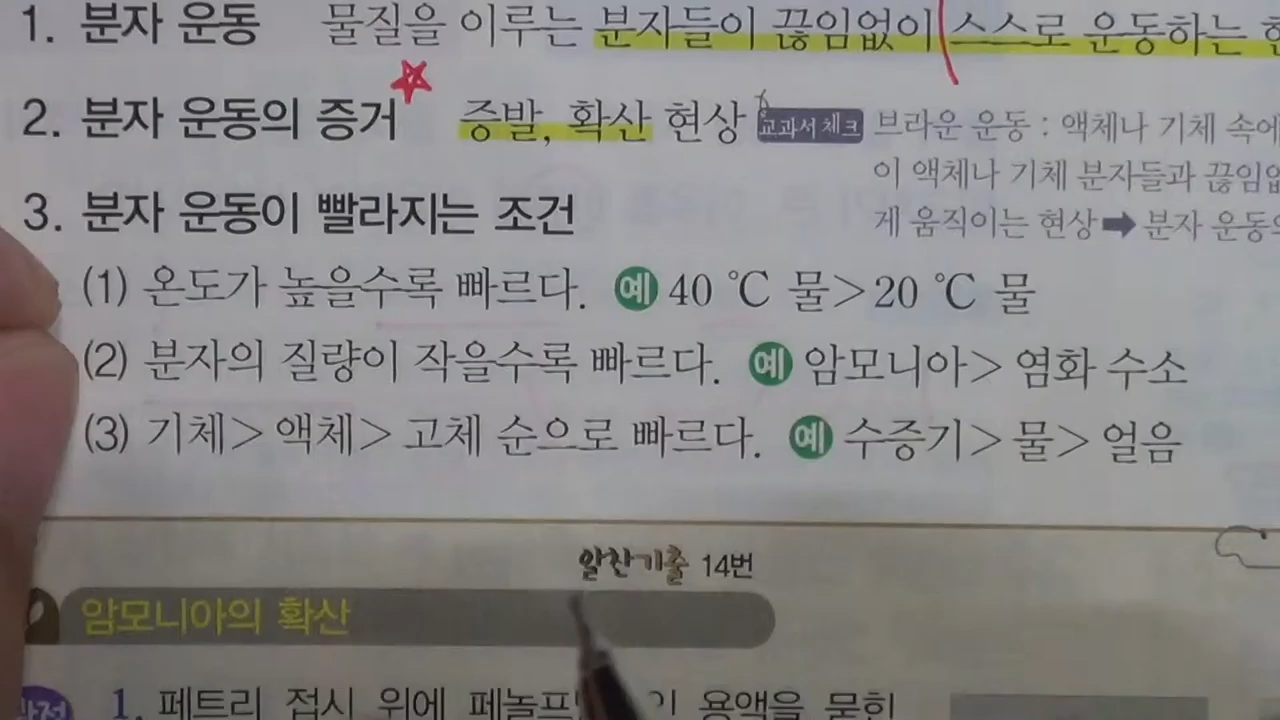 1. 분자 운동 물질을 이루는 분자들이 끊임없이 스스로 운동하는
2. 분자 운동의 증거 증발, 확산 현상 교과서 체크 브라운 운동 : 액체나 기체 속에
이 액체나 기체 분자들과
게 움직이는 현상➡ 분자 운동의
3. 분자 운동이 빨라지는 조건
(1) 온도가 높을수록 빠르다. 예 40 ℃ 물>20 ℃ 물
(2) 분자의 질량이 작을수록 빠르다. 예 암모니아> 염화 수소
(3) 기체> 액체> 고체 순으로 빠르다. 예 수증기> 물> 얼음
알찬기출 14번
암모니아의 확산
1. 페트리 접시 위에 용액을 묻힌